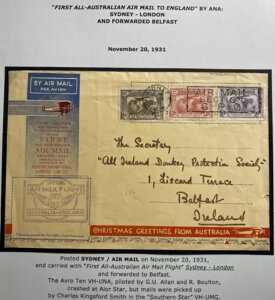 "FIRST ALL-AUSTRALIAN AIR MAIL TO ENGLAND" BY ANA:
SYDNEY - LONDON
AND FORWARDED BELFAST
November 20, 1931
BY AIR MAIL
PAR AVION
FIRST
AIR MAIL
The Secretary
"All Ireland Donkey Protection Society"
1, Liscard Terrace
Belfast
Ireland
AIR MAIL FLIGHT
AUSTRALIA-ENGLAND
CHRISTMAS GREETINGS FROM AUSTRALIA
Posted SYDNEY / AIR MAIL on November 20, 1931,
and carried with "First All-Australian Air Mail Flight" Sydney - London
and forwarded to Belfast.
The Avro Ten VH-UNA, piloted by G.U. Allan and R. Boulton,
crashed at Alor Star, but mails were picked up
by Charles Kingsford Smith in the "Southern Star" VH-UMG.